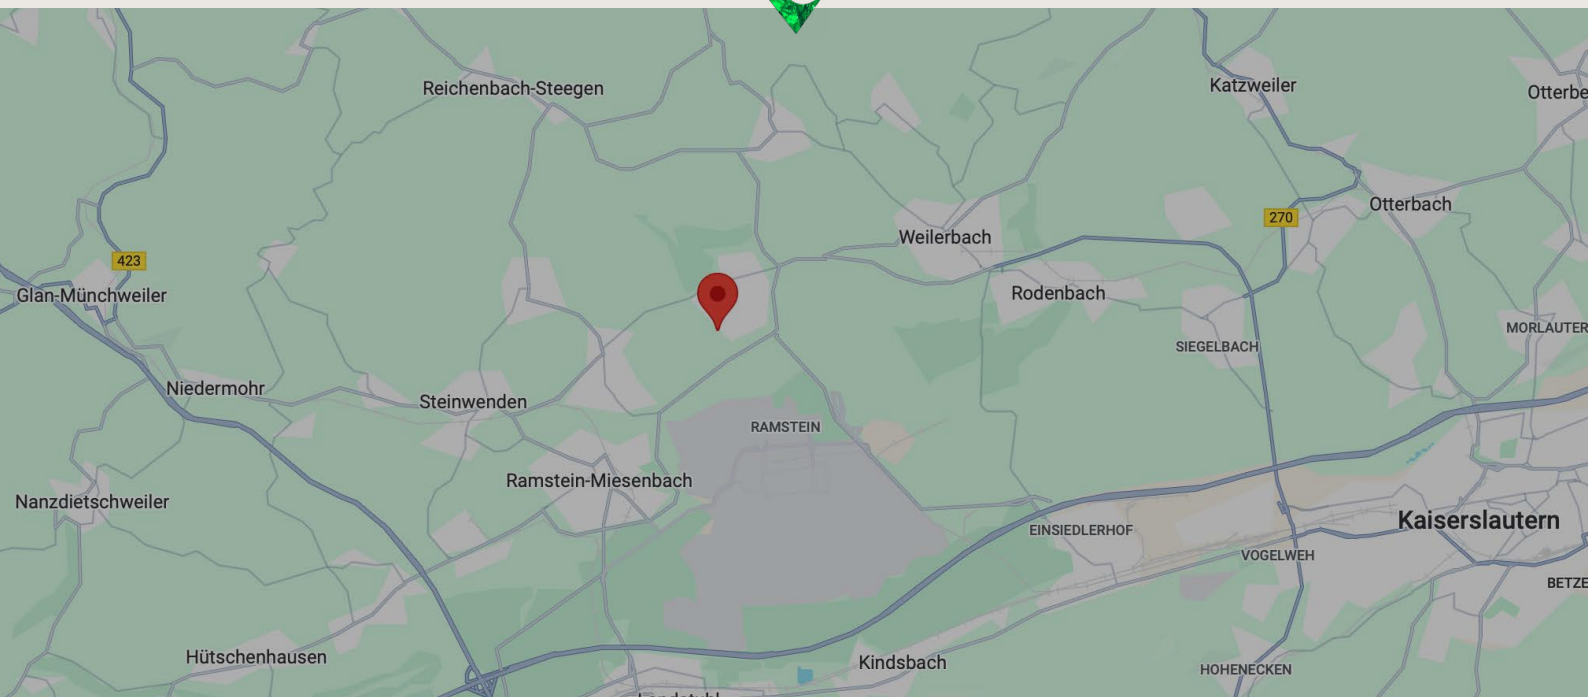 Reichenbach-Steegen
Katzweiler
Otterbe
Otterbach
270
Weilerbach
423
Glan-Münchweiler
Rodenbach
MORLAUTER
SIEGELBACH
Niedermohr
Steinwenden
RAMSTEIN
Ramstein-Miesenbach
Nanzdietschweiler
Kaiserslautern
EINSIEDLERHOF
VOGELWEH
BETZE
Hütschenhausen
Kindsbach
HOHENECKEN